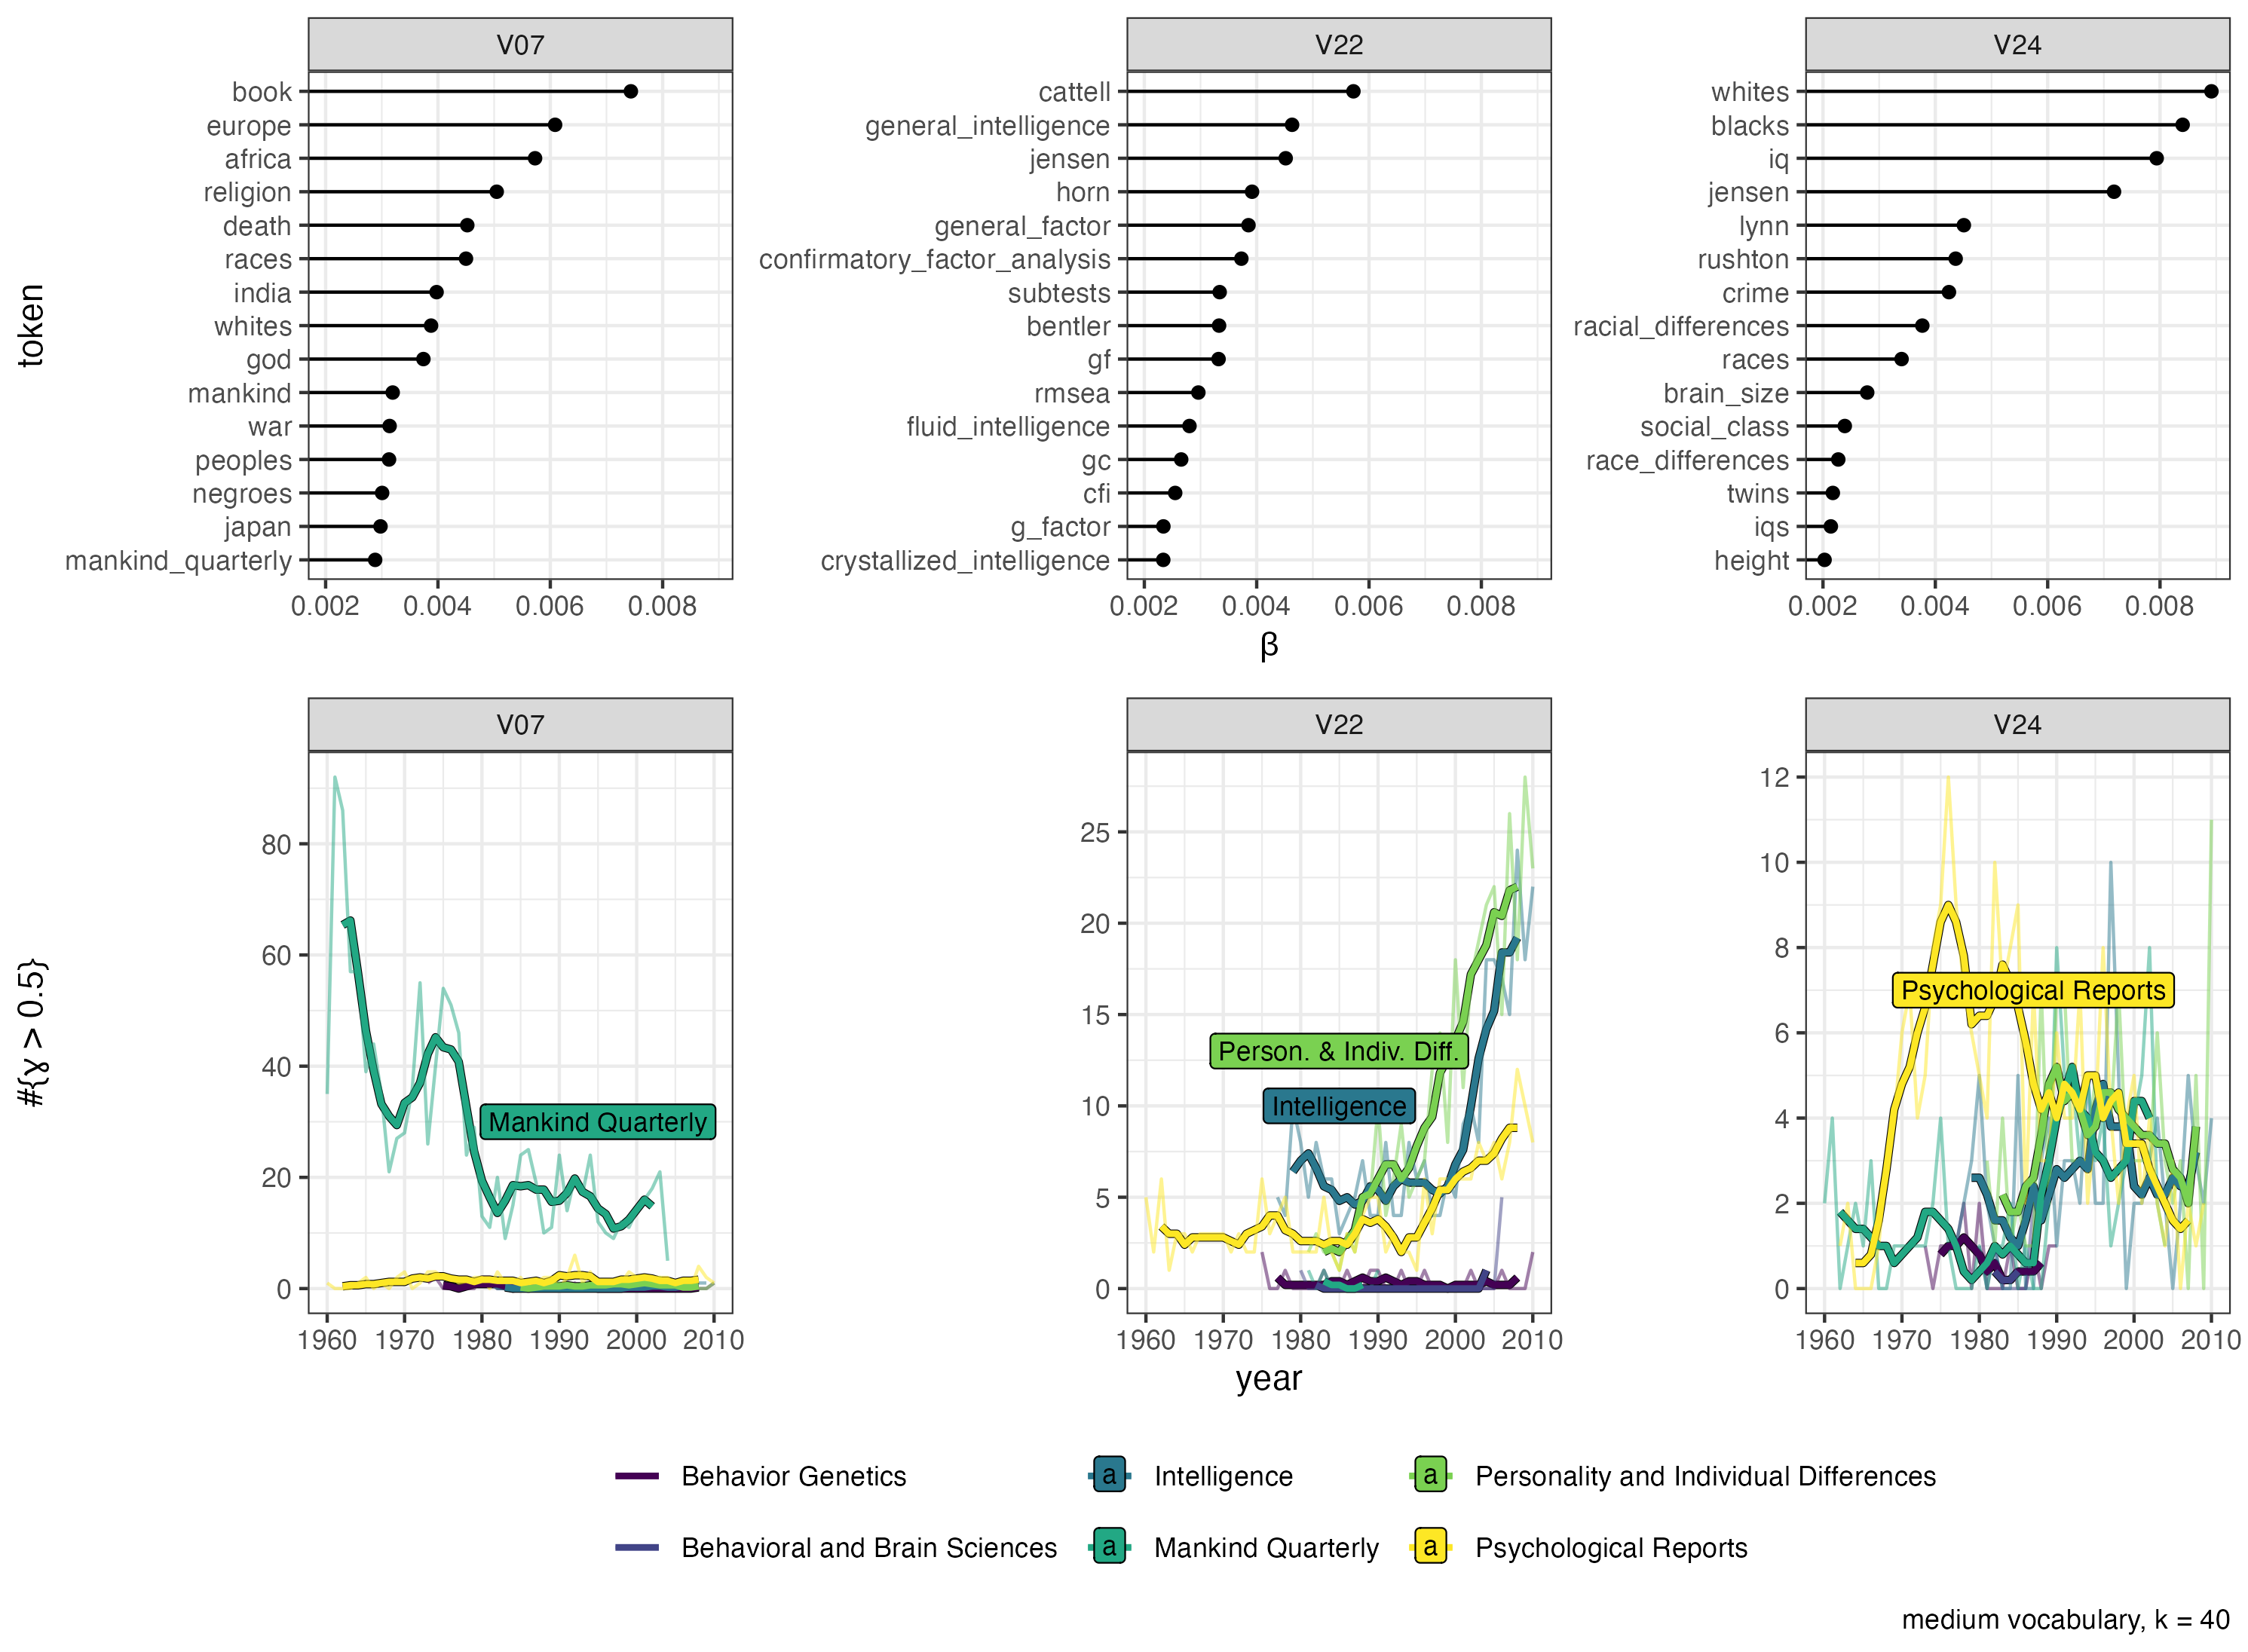 V07 V22 V24
token
book
europe
africa
religion
death
races
india
whites
god
mankind
war
peoples
negroes
japan
mankind_quarterly
0.002 0.004 0.006 0.008
cattell
general_intelligence
jensen
horn
general_factor
confirmatory_factor_analysis
subtests
bentler
gf
rmsea
fluid_intelligence
gc
cfi
g_factor
crystallized_intelligence
0.002 0.004 0.006 0.008
whites
blacks
iq
jensen
lynn
rushton
crime
racial_differences
races
brain_size
social_class
race_differences
twins
iqs
height
0.002 0.004 0.006 0.008
β
V07 V22 V24
#{γ > 0.5}
80
60
40
20
0
Mankind Quarterly
1960 1970 1980 1990 2000 2010
25
20
15
10
5
0
Person. & Indiv. Diff.
Intelligence
1960 1970 1980 1990 2000 2010
12
10
8
6
4
2
0
Psychological Reports
1960 1970 1980 1990 2000 2010
year
Behavior Genetics
a Intelligence
a Personality and Individual Differences
Behavioral and Brain Sciences
a Mankind Quarterly
a Psychological Reports
medium vocabulary, k = 40